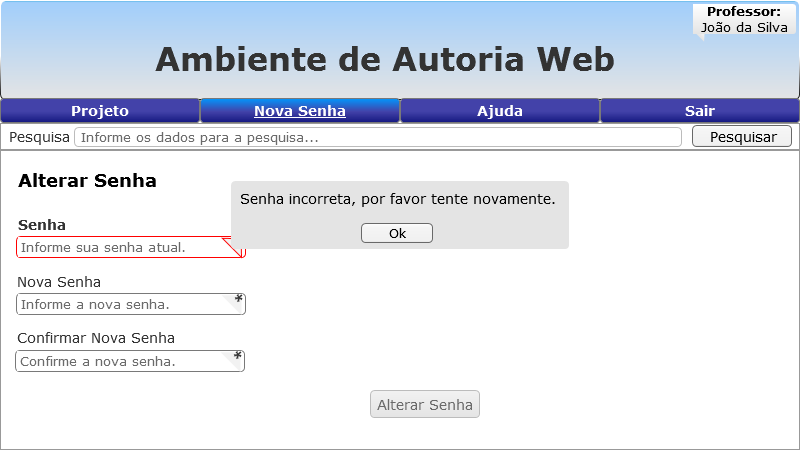 Professor:
João da Silva
Ambiente de Autoria Web
Projeto Nova Senha Ajuda Sair
Pesquisa Informe os dados para a pesquisa... Pesquisar
Alterar Senha
Senha incorreta, por favor tente novamente.
Ok
Senha
Informe sua senha atual.
Nova Senha
Informe a nova senha. *
Confirmar Nova Senha
Confirme a nova senha. *
Alterar Senha